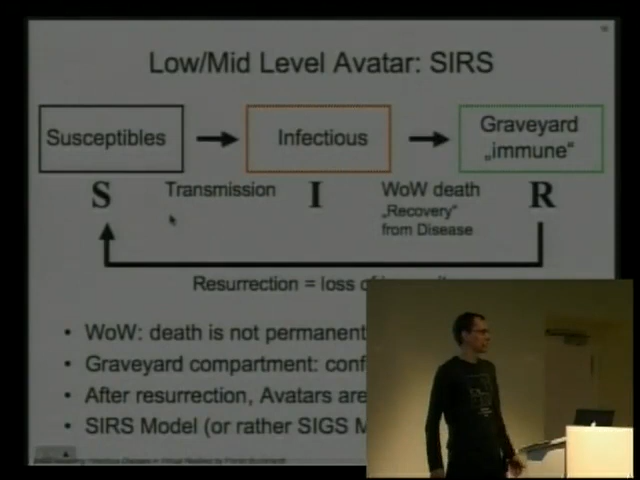 Low/Mid Level Avatar: SIRS
Susceptibles
Infectious
Graveyard
„immune“
S
Transmission
I
WoW death
„Recovery“
from Disease
R
Resurrection = loss of
• WoW: death is not permanent
• Graveyard compartment:
• After resurrection, Avatars are
• SIRS Model (or rather SIGS